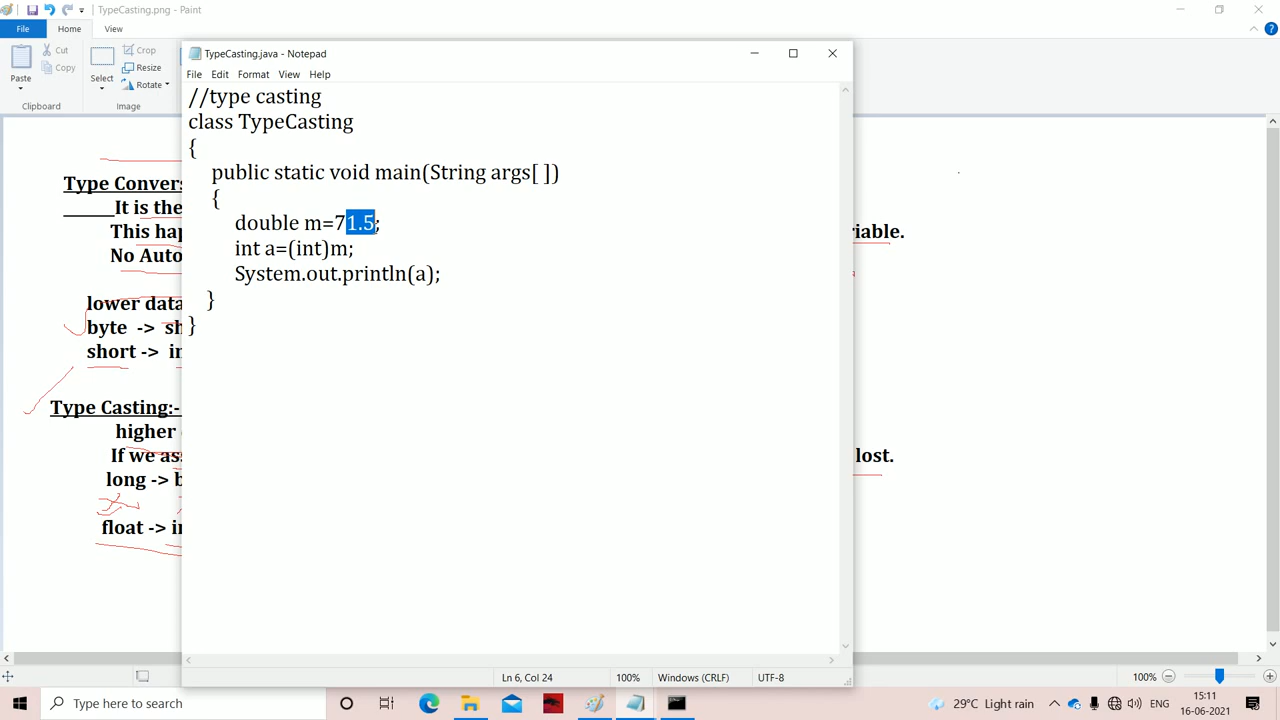 TypeCasting.png - Paint
File Home View
Paste
Cut
Copy
Clipboard
Select
Crop
Resize
Rotate
Image
TypeCasting.java - Notepad
File Edit Format View Help
//type casting
class TypeCasting
{
public static void main(String args[ ])
{
double m=71.5;
int a=(int)m;
System.out.println(a);
}
}
Ln 6, Col 24 100% Windows (CRLF) UTF-8
Type Convers
It is the
This hap riable.
No Auto
lower data
byte -> sh
short -> in
Type Casting:-
higher
If we ass lost.
long -> b
float -> in
100%
Type here to search
29°C Light rain
ENG
15:11
16-06-2021